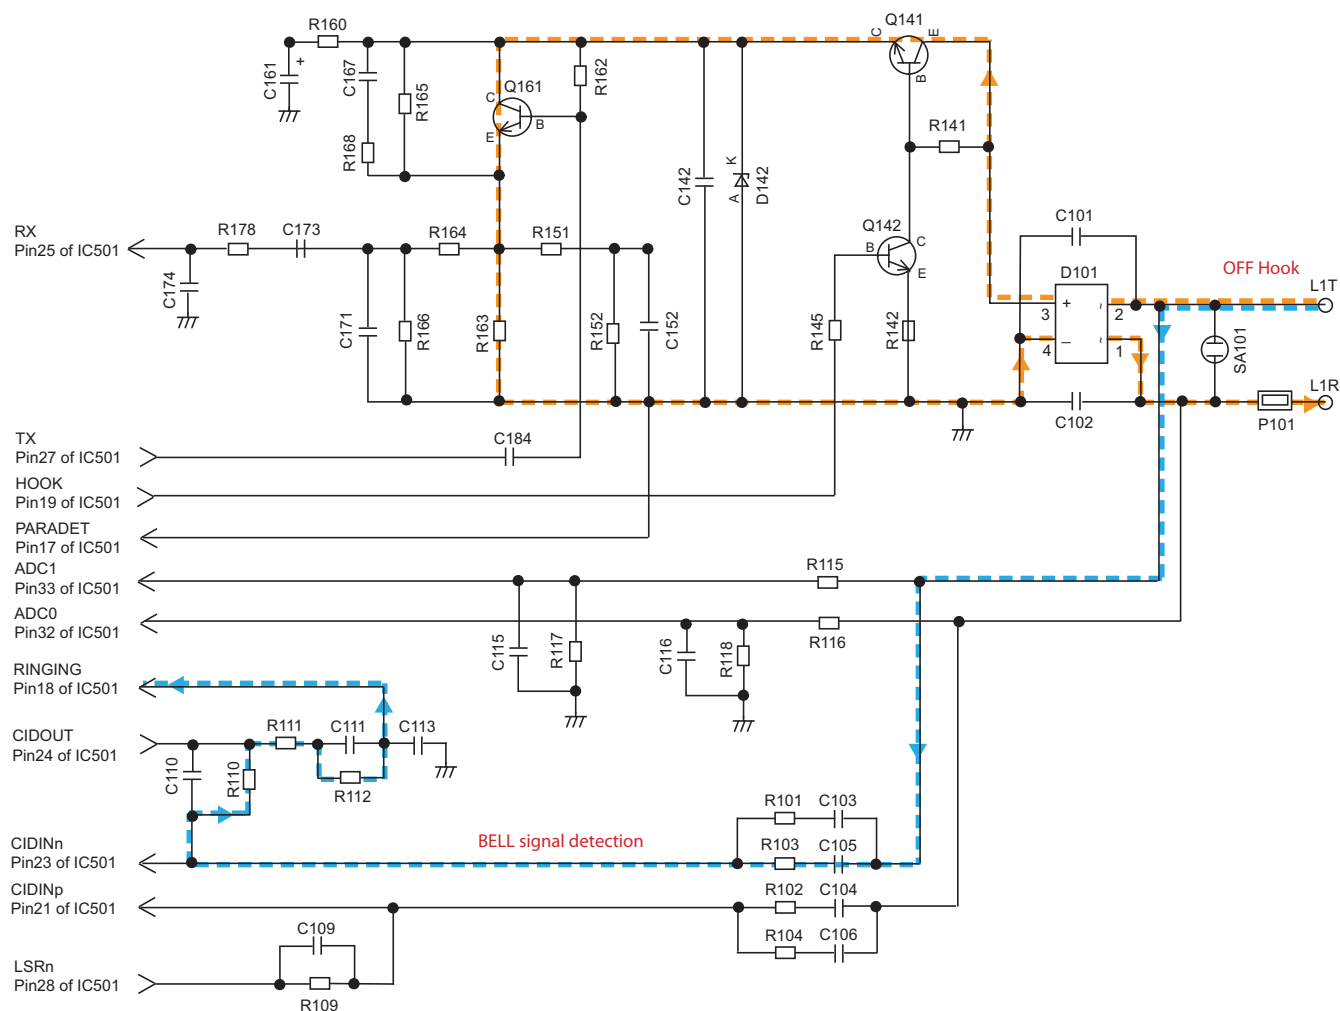 R160
Q141
C
E
B
C161
+
C167
R165
R168
Q161
C
B
E
R162
R141
C142
K
A
D142
RX
Pin25 of IC501
R178
C173
R164
R151
Q142
B
C
E
C101
D101
OFF Hook
L1T
C174
C171
R166
R163
R152
C152
R145
R142
+
~
3
2
–
~
4
1
SA101
L1R
C102
P101
TX
Pin27 of IC501
C184
HOOK
Pin19 of IC501
PARADET
Pin17 of IC501
ADC1
Pin33 of IC501
R115
ADC0
Pin32 of IC501
R116
C115
R117
C116
R118
RINGING
Pin18 of IC501
CIDOUT
Pin24 of IC501
R111
C111
C113
C110
R110
R112
R101
C103
CIDINn
Pin23 of IC501
BELL signal detection
R103
C105
CIDINp
Pin21 of IC501
R102
C104
R104
C106
C109
LSRn
Pin28 of IC501
R109